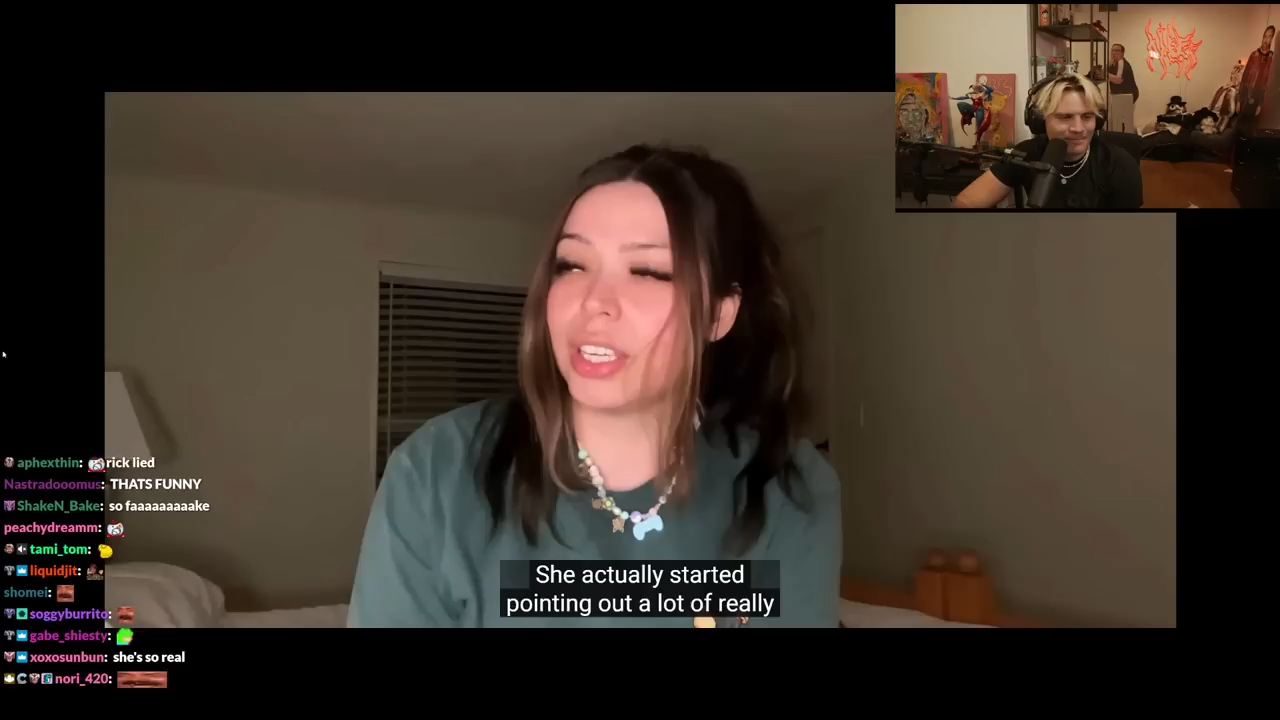 aphexthin: rick lied
Nastradooomus: THATS FUNNY
ShakeN_Bake: so faaaaaaaaake
peachydreamm:
tami_tom:
liquidjit:
shomei:
soggyburrito:
gabe_shiesty:
xoxosunbun: she's so real
nori_420:
She actually started
pointing out a lot of really